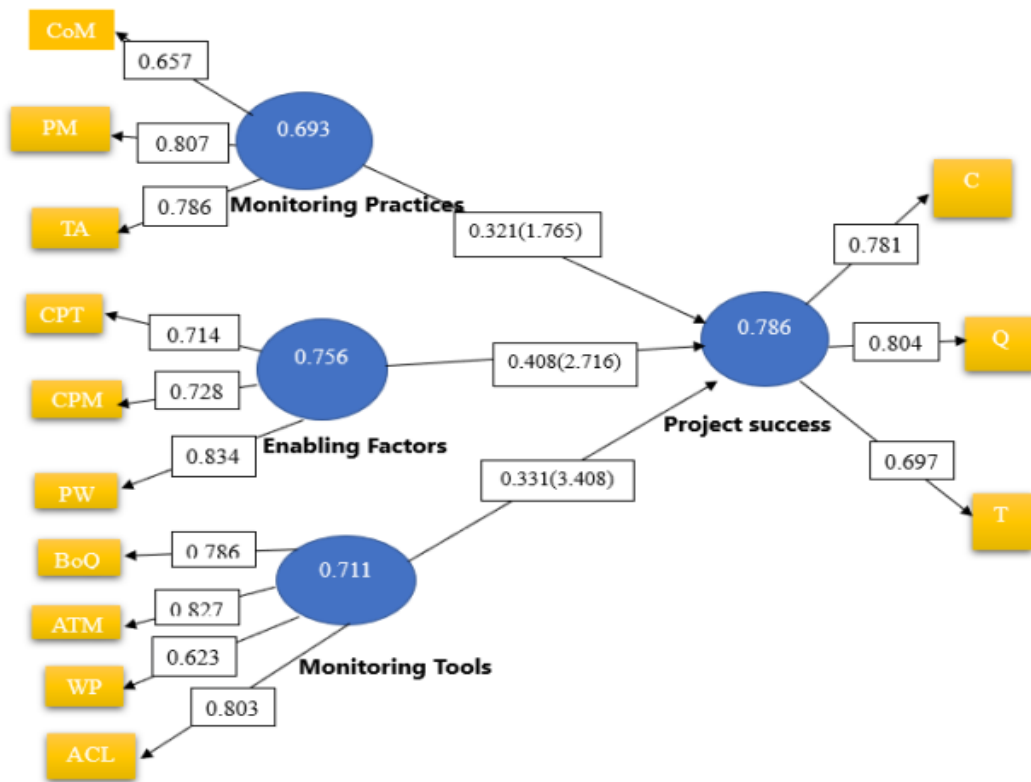 CoM
0.657
PM
0.807
0.693
TA
0.786
Monitoring Practices
0.321(1.765)
C
0.781
CPT
0.714
0.756
CPM
0.728
0.408(2.716)
0.786
0.804
Q
PW
0.834
Enabling Factors
Project success
0.697
T
0.331(3.408)
BoQ
0.786
0.711
ATM
0.827
WP
0.623
Monitoring Tools
ACL
0.803